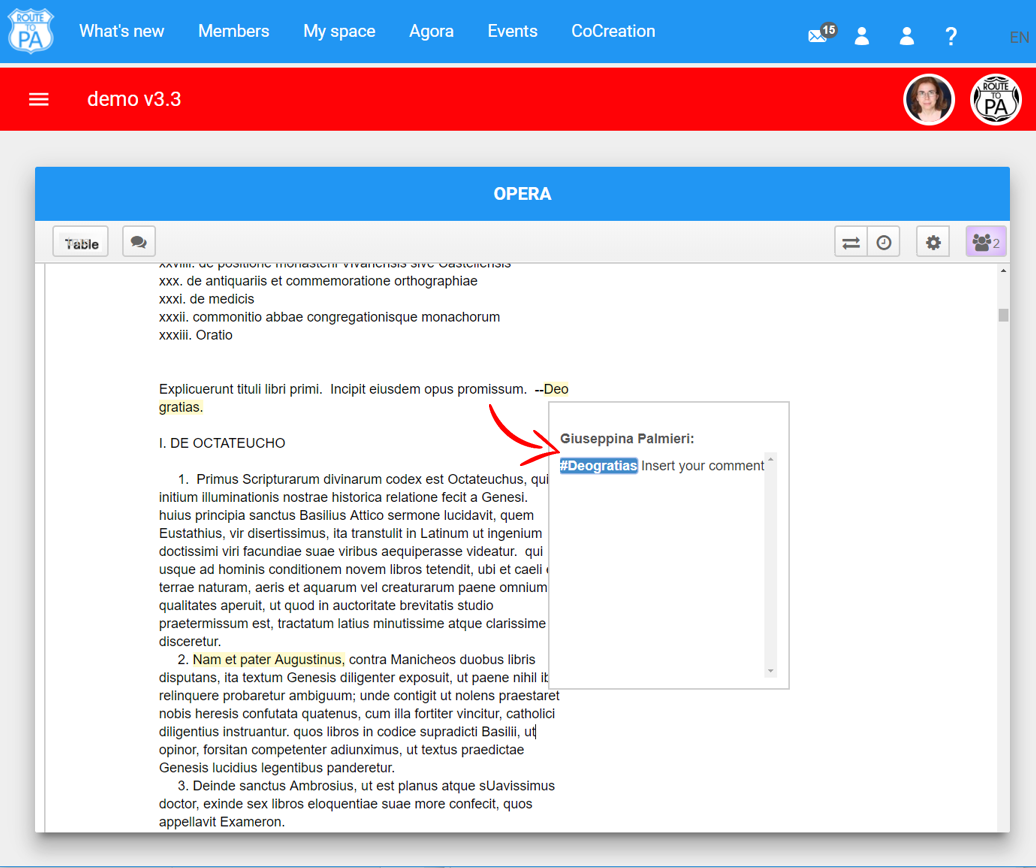 ROUTE TO PA
What's new Members My space Agora Events CoCreation 15 ? EN
demo v3.3
ROUTE TO PA
OPERA
Table 2
xxviiii. de positione monasterii Vivariensis sive Castellensis
xxx. de antiquariis et commemoratione orthographiae
xxxi. de medicis
xxxii. commonitio abbae congregationisque monachorum
xxxiii. Oratio
Explicuerunt tituli libri primi. Incipit eiusdem opus promissum. --Deo
gratias.
I. DE OCTATEUCHO
1. Primus Scripturarum divinarum codex est Octateuchus, qui
initium illuminationis nostrae historica relatione fecit a Genesi.
huius principia sanctus Basilius Attico sermone lucidavit, quem
Eustathius, vir disertissimus, ita transtulit in Latinum ut ingenium
doctissimi viri facundiae suae viribus aequiperasse videatur. qui
usque ad hominis conditionem novem libros tetendit, ubi et caeli
terrae naturam, aeris et aquarum vel creaturarum paene omnium
qualitates aperuit, ut quod in auctoritate brevitatis studio
praetermissum est, tractatum latius minutissime atque clarissime
disceretur.
2. Nam et pater Augustinus, contra Manicheos duobus libris
disputans, ita textum Genesis diligenter exposuit, ut paene nihil
relinquere probaretur ambiguum; unde contigit ut nolens praestaret
nobis heresis confutata quatenus, cum illa fortiter vincitur, catholici
diligentius instruantur. quos libros in codice supradicti Basilii, ut
opinor, forsitan competenter adiunximus, ut textus praedictae
Genesis lucidius legentibus panderetur.
3. Deinde sanctus Ambrosius, ut est planus atque sUavissimus
doctor, exinde sex libros eloquentiae suae more confecit, quos
appellavit Exameron.
Giuseppina Palmieri:
#Deogratias Insert your comment